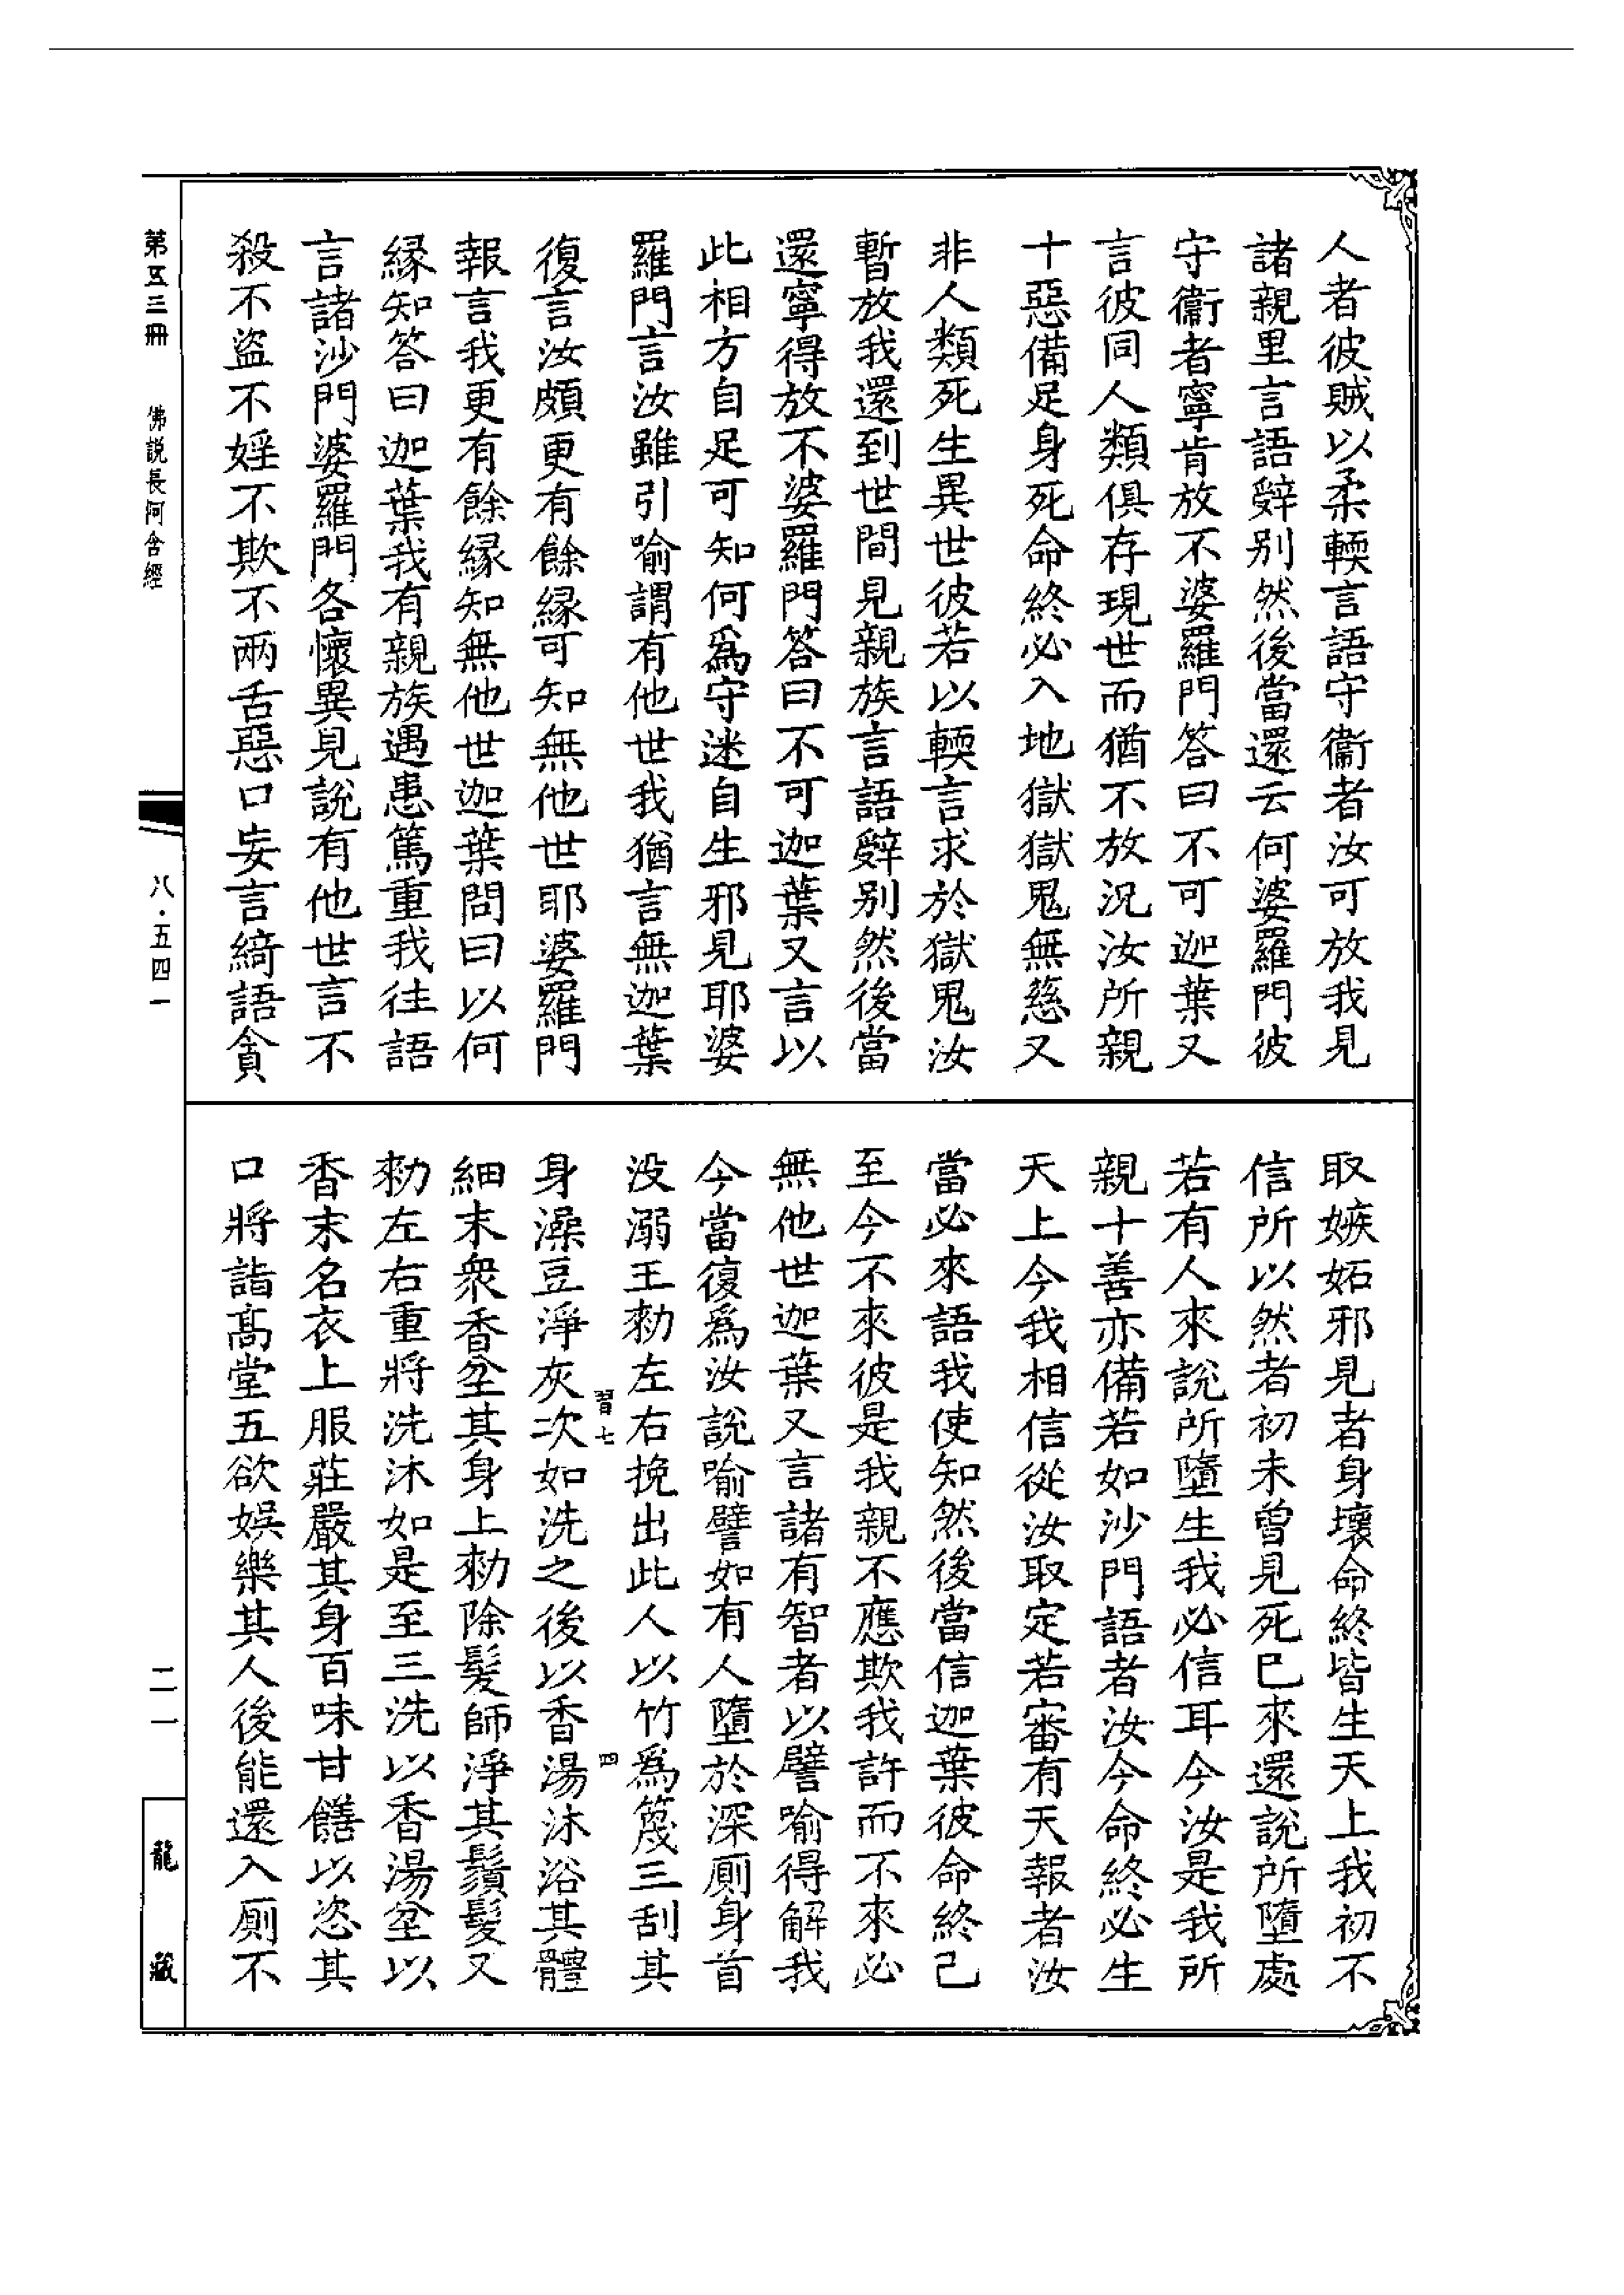 人者彼賊以柔輭言語守衞者汝可放我見
諸親里言語辤别然後當還云何婆羅門彼
守衞者寧肯放不婆羅門答曰不可迦葉又
言彼同人類俱存現世而猶不放況汝所親
十惡備足身死命終必入地獄獄鬼無慈又
非人類死生異世彼若以輭言求於獄鬼汝
暫放我還到世間見親族言語辤别然後當
還寧得放不婆羅門答曰不可迦葉又言以
此相方自足可知何爲守迷自生邪見耶婆
羅門言汝雖引喻謂有他世我猶言無迦葉
復言汝頗更有餘緣可知無他世耶婆羅門
報言我更有餘緣知無他世迦葉問曰以何
緣知答曰迦葉我有親族遇患篤重我往語
言諸沙門婆羅門各懷異見說有他世言不
殺不盜不婬不欺不兩舌惡口妄言綺語貪
取嫉妬邪見者身壞命終皆生天上我初不
信所以然者初未曾見死已來還說所墮處
若有人來說所墮生我必信耳今汝是我所
親十善亦備若如沙門語者汝今命終必生
天上今我相信從汝取定若審有天報者汝
當必來語我使知然後當信迦葉彼命終已
至今不來彼是我親不應欺我許而不來必
無他世迦葉又言諸有智者以譬喻得解我
今當復爲汝說喻譬如有人墮於深厠身首
没溺王勑左右挽出此人以竹爲篾三刮其
習七
四
身澡豆淨灰次如洗之後以香湯沐浴其體
細末衆香坌其身上勑除髮師淨其鬚髮又
勑左右重將洗沐如是至三洗以香湯坌以
香末名衣上服莊嚴其身百味甘饍以恣其
口將詣高堂五欲娛樂其人後能還入厠不
第五三冊
佛說長阿含經
八·五四一
二一
龍藏